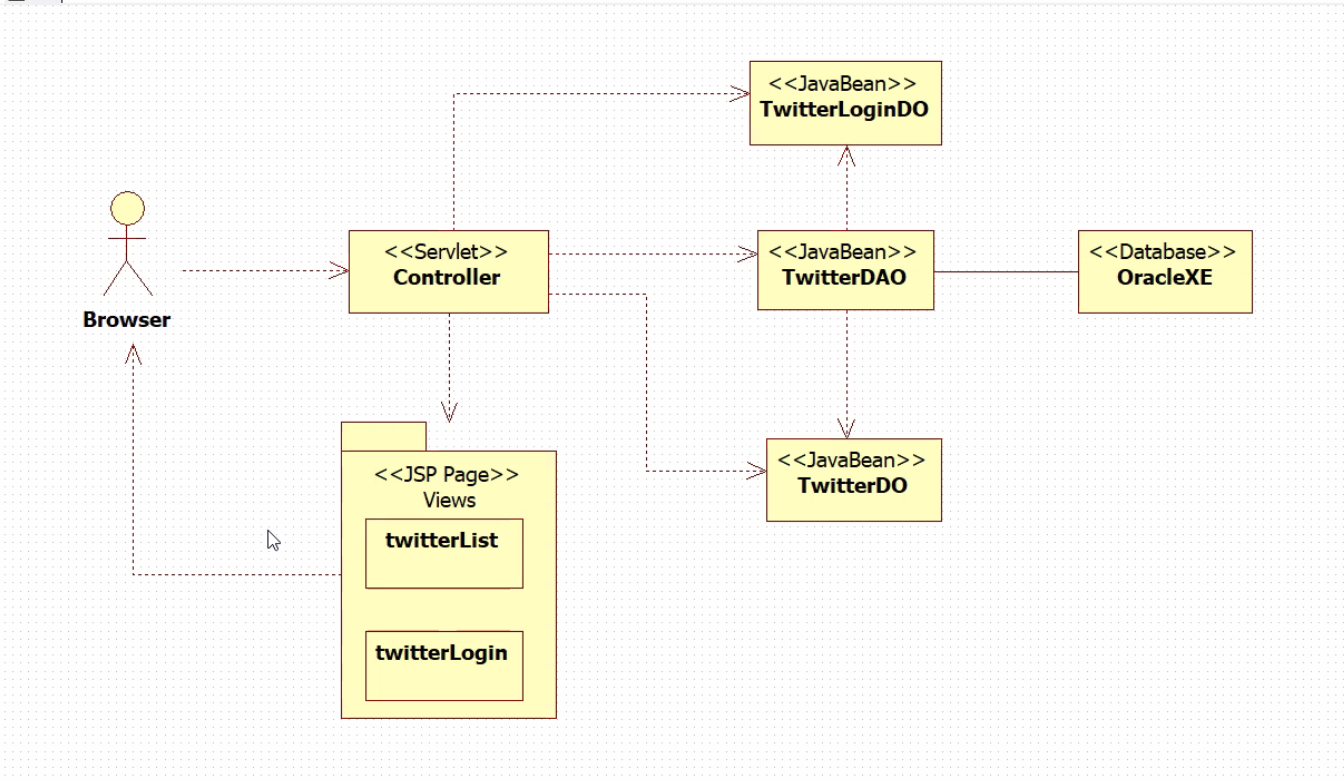 <<JavaBean>>
TwitterLoginDO
Browser
<<Servlet>>
Controller
<<JavaBean>>
TwitterDAO
<<Database>>
OracleXE
<<JSP Page>>
Views
twitterList
twitterLogin
<<JavaBean>>
TwitterDO